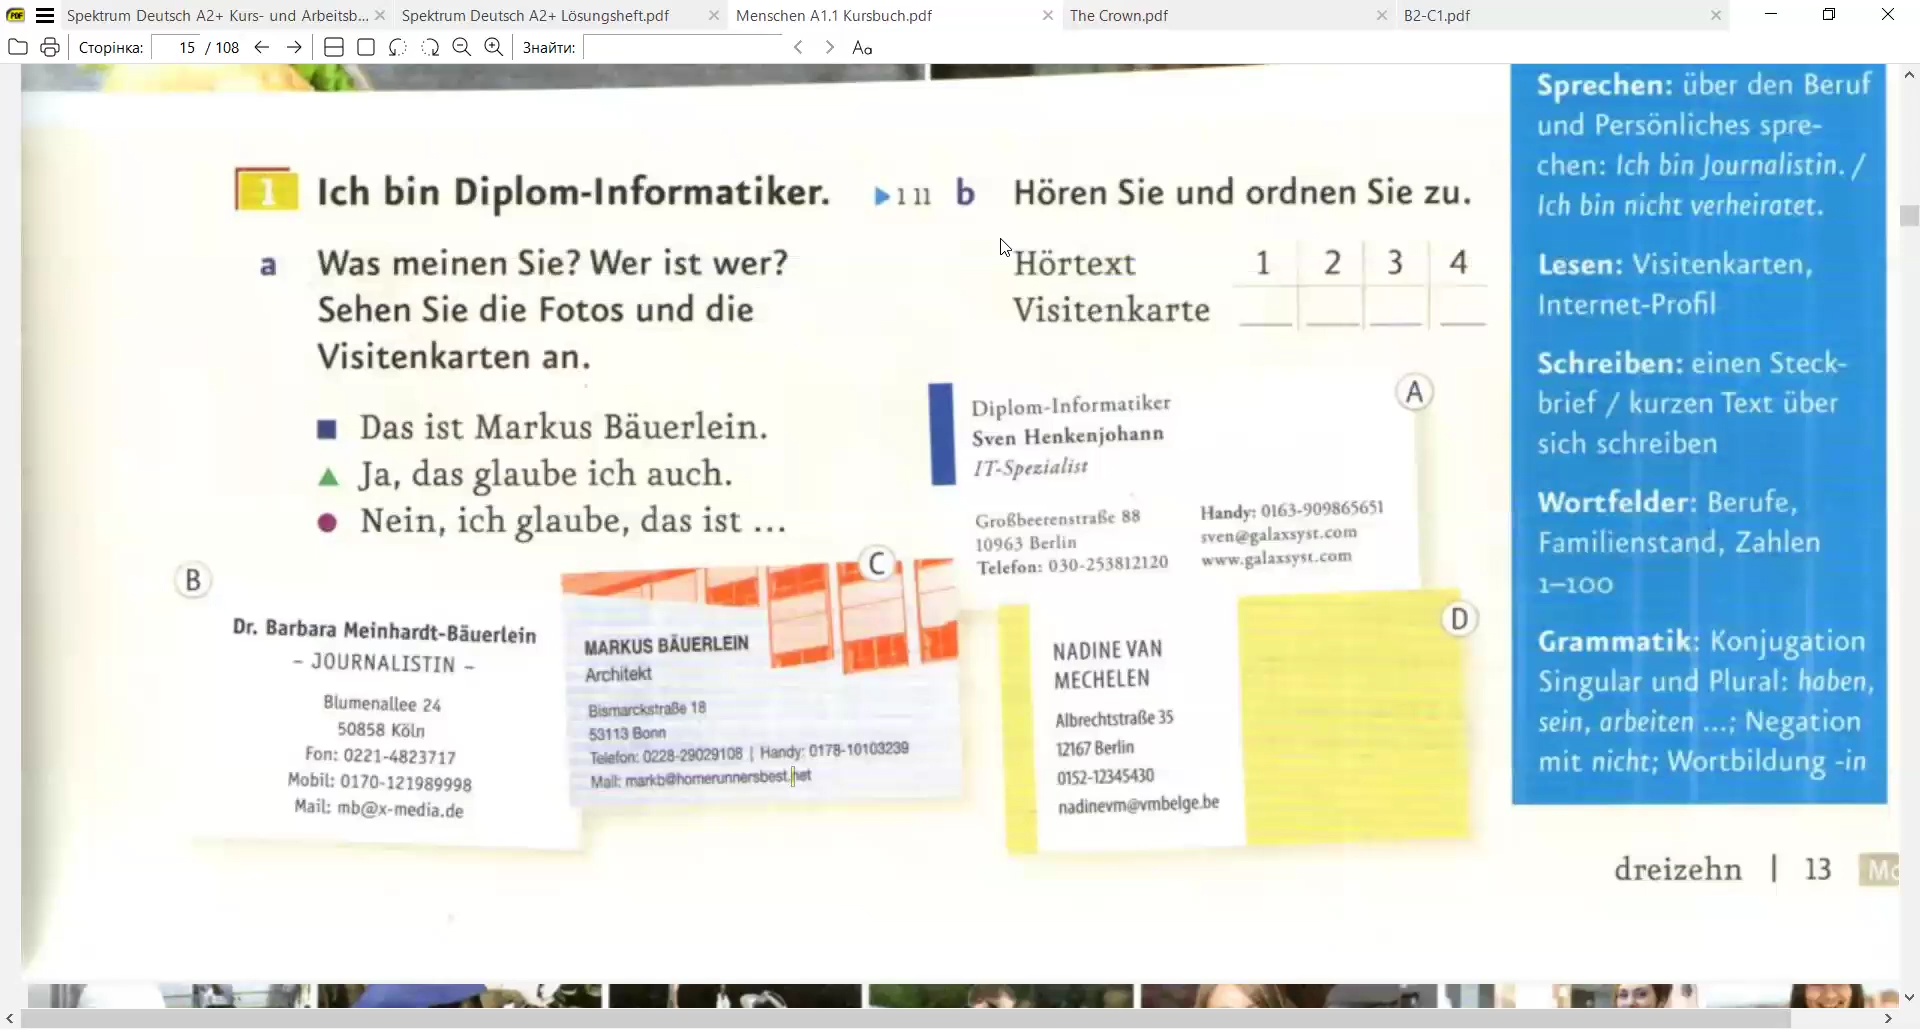 Spektrum Deutsch A2+ Kurs- und Arbeitsb...
Spektrum Deutsch A2+ Lösungsheft.pdf
Menschen A1.1 Kursbuch.pdf
The Crown.pdf
B2-C1.pdf
Сторінка: 15 / 108
Знайти:
Aa
1 Ich bin Diplom-Informatiker.
a Was meinen Sie? Wer ist wer?
Sehen Sie die Fotos und die
Visitenkarten an.
Das ist Markus Bäuerlein.
Ja, das glaube ich auch.
Nein, ich glaube, das ist ...
1 11 b Hören Sie und ordnen Sie zu.
Hörtext 1 2 3 4
Visitenkarte
A
Diplom-Informatiker
Sven Henkenjohann
IT-Spezialist
Großbeerenstraße 88
10963 Berlin
Telefon: 030-253812120
Handy: 0163-909865651
sven@galaxsyst.com
www.galaxsyst.com
B
Dr. Barbara Meinhardt-Bäuerlein
– JOURNALISTIN –
Blumenallee 24
50858 Köln
Fon: 0221-4823717
Mobil: 0170-121989998
Mail: mb@x-media.de
C
MARKUS BÄUERLEIN
Architekt
Bismarckstraße 18
53113 Bonn
Telefon: 0228-29029108 | Handy: 0178-10103239
Mail: markb@homerunnersbest.net
D
NADINE VAN
MECHELEN
Albrechtstraße 35
12167 Berlin
0152-12345430
nadinevm@vmbelge.be
Sprechen: über den Beruf
und Persönliches spre-
chen: Ich bin Journalistin. /
Ich bin nicht verheiratet.
Lesen: Visitenkarten,
Internet-Profil
Schreiben: einen Steck-
brief / kurzen Text über
sich schreiben
Wortfelder: Berufe,
Familienstand, Zahlen
1–100
Grammatik: Konjugation
Singular und Plural: haben,
sein, arbeiten ...; Negation
mit nicht; Wortbildung -in
dreizehn | 13